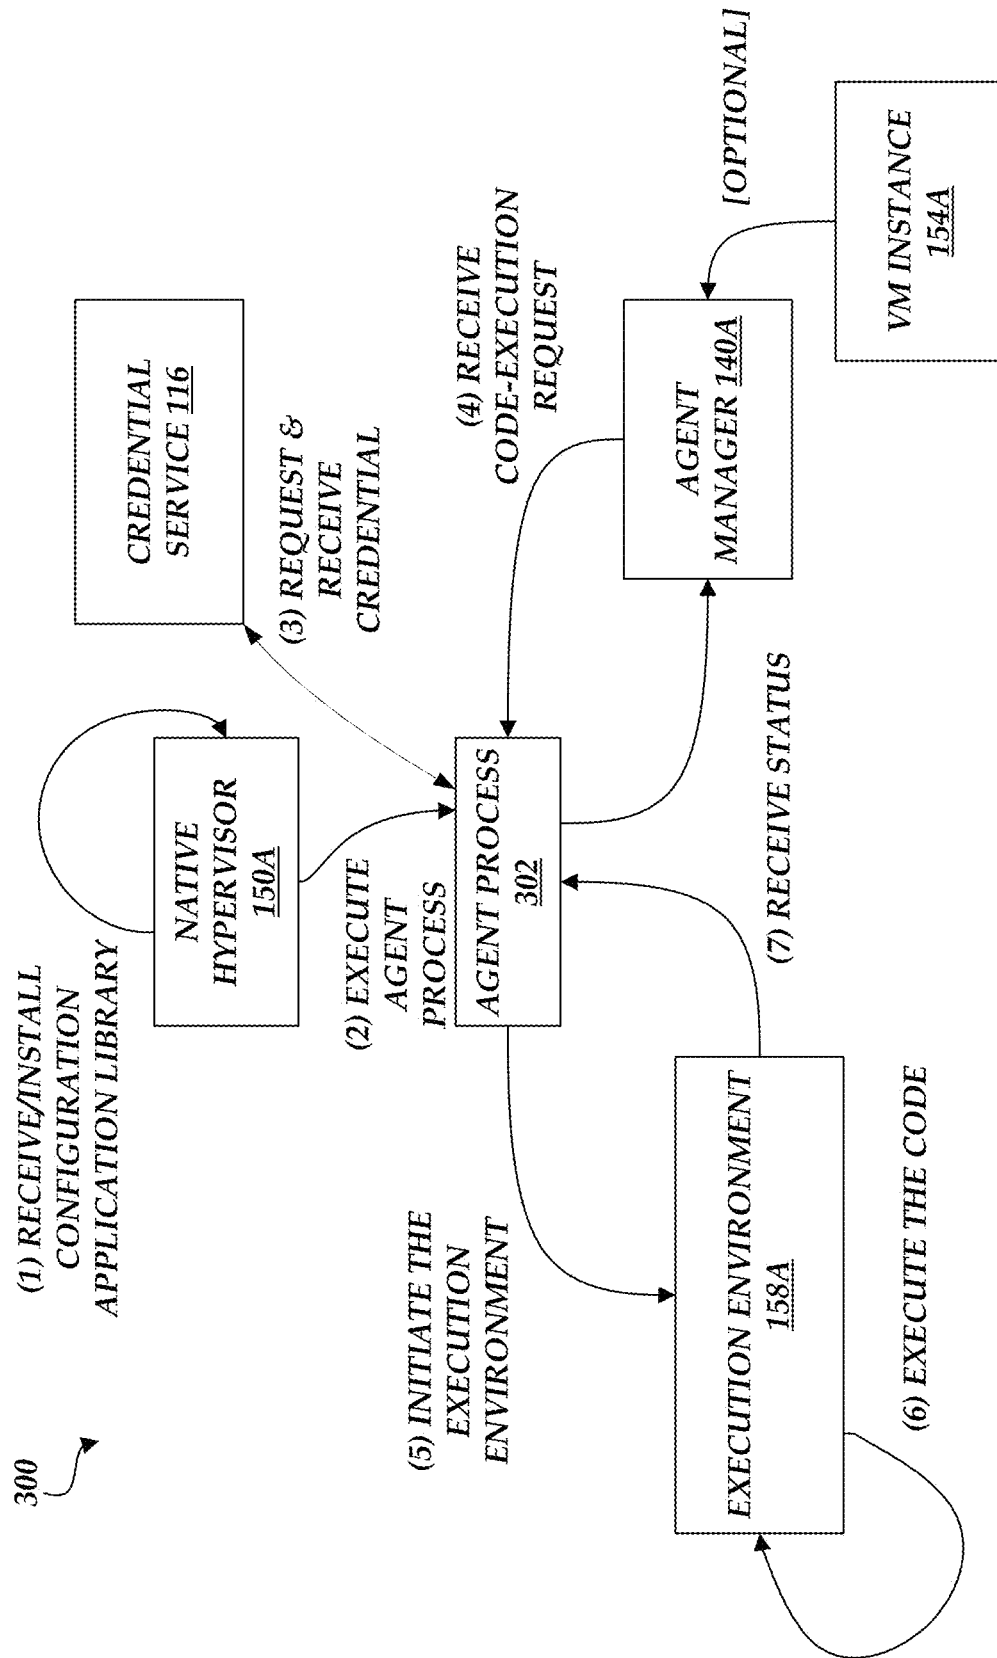 300
(1) RECEIVE/INSTALL
CONFIGURATION
APPLICATION LIBRARY
NATIVE
HYPERVISOR
150A
CREDENTIAL
SERVICE 116
(2) EXECUTE
AGENT
PROCESS
(3) REQUEST &
RECEIVE
CREDENTIAL
AGENT PROCESS
302
(4) RECEIVE
CODE-EXECUTION
REQUEST
(5) INITIATE THE
EXECUTION
ENVIRONMENT
AGENT
MANAGER 140A
[OPTIONAL]
VM INSTANCE
154A
EXECUTION ENVIRONMENT
158A
(7) RECEIVE STATUS
(6) EXECUTE THE CODE